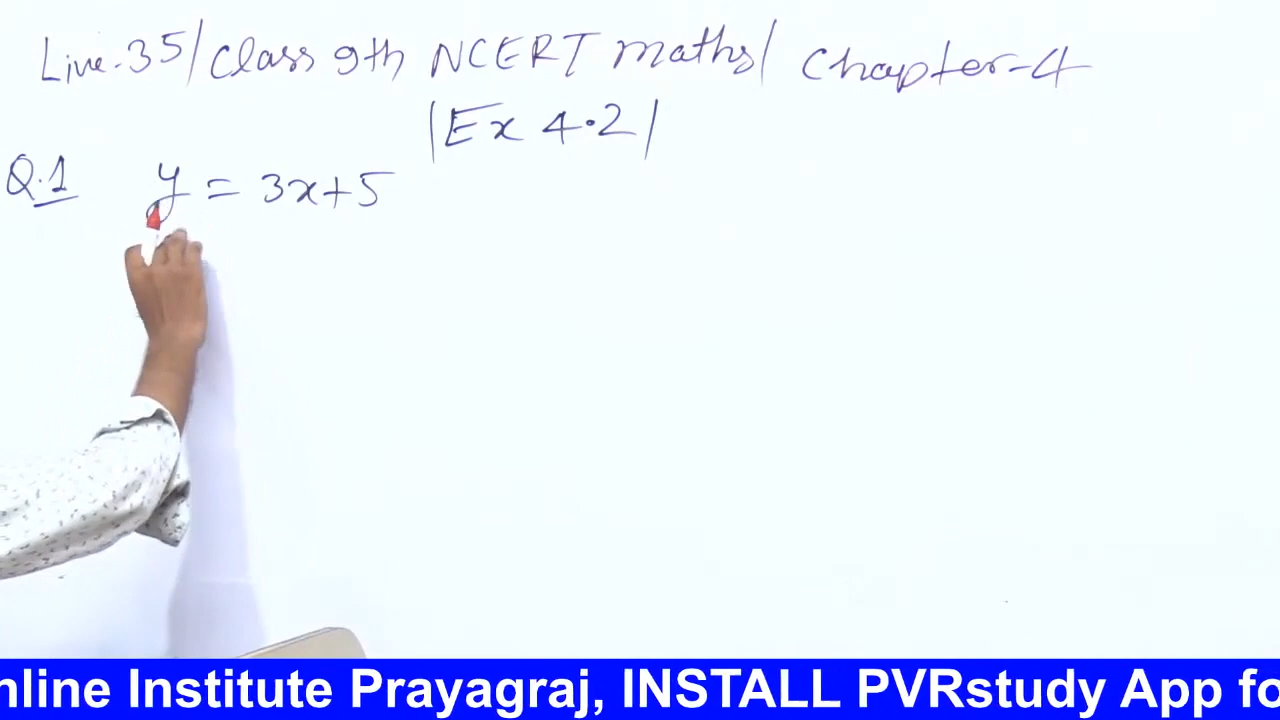 Live-35/Class 9th NCERT maths/ Chapter-4
|Ex 4.2|
Q.1 y = 3x+5
nline Institute Prayagraj, INSTALL PVRstudy App fo